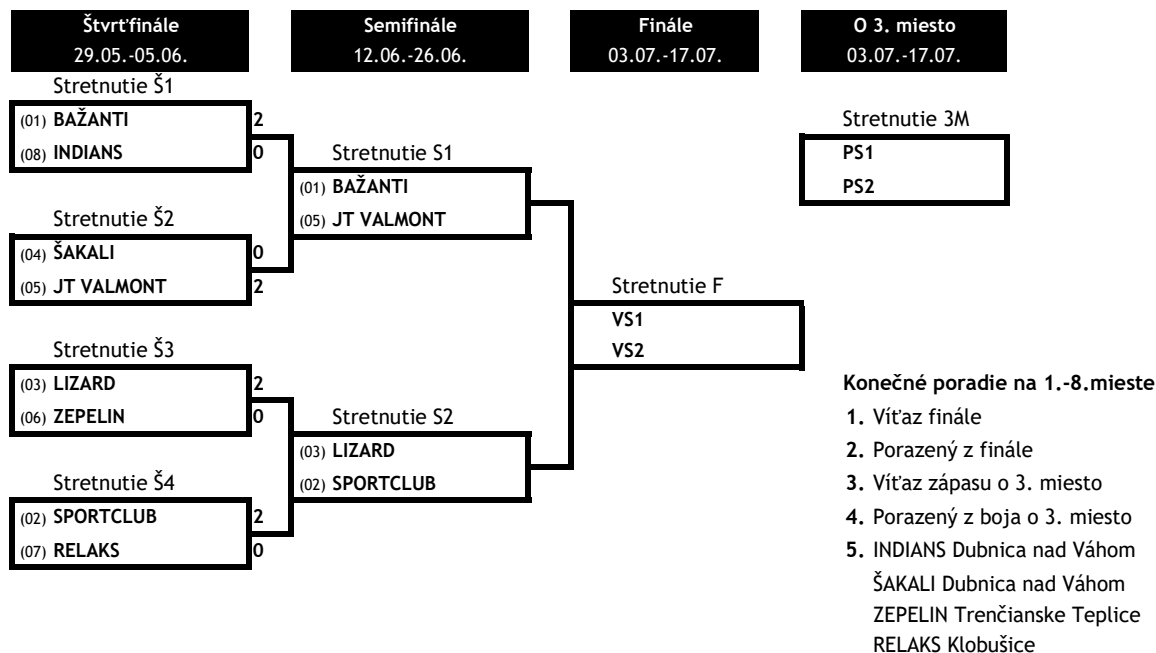 Štvrťfinále
29.05.-05.06.
Semifinále
12.06.-26.06.
Finále
03.07.-17.07.
O 3. miesto
03.07.-17.07.
Stretnutie Š1
(01) BAŽANTI 2
(08) INDIANS 0
Stretnutie Š2
(04) ŠAKALI 0
(05) JT VALMONT 2
Stretnutie Š3
(03) LIZARD 2
(06) ZEPELIN 0
Stretnutie Š4
(02) SPORTCLUB 2
(07) RELAKS 0
Stretnutie S1
(01) BAŽANTI
(05) JT VALMONT
Stretnutie S2
(03) LIZARD
(02) SPORTCLUB
Stretnutie F
VS1
VS2
Stretnutie 3M
PS1
PS2
Konečné poradie na 1.-8.mieste
1. Víťaz finále
2. Porazený z finále
3. Víťaz zápasu o 3. miesto
4. Porazený z boja o 3. miesto
5. INDIANS Dubnica nad Váhom
ŠAKALI Dubnica nad Váhom
ZEPELIN Trenčianske Teplice
RELAKS Klobušice